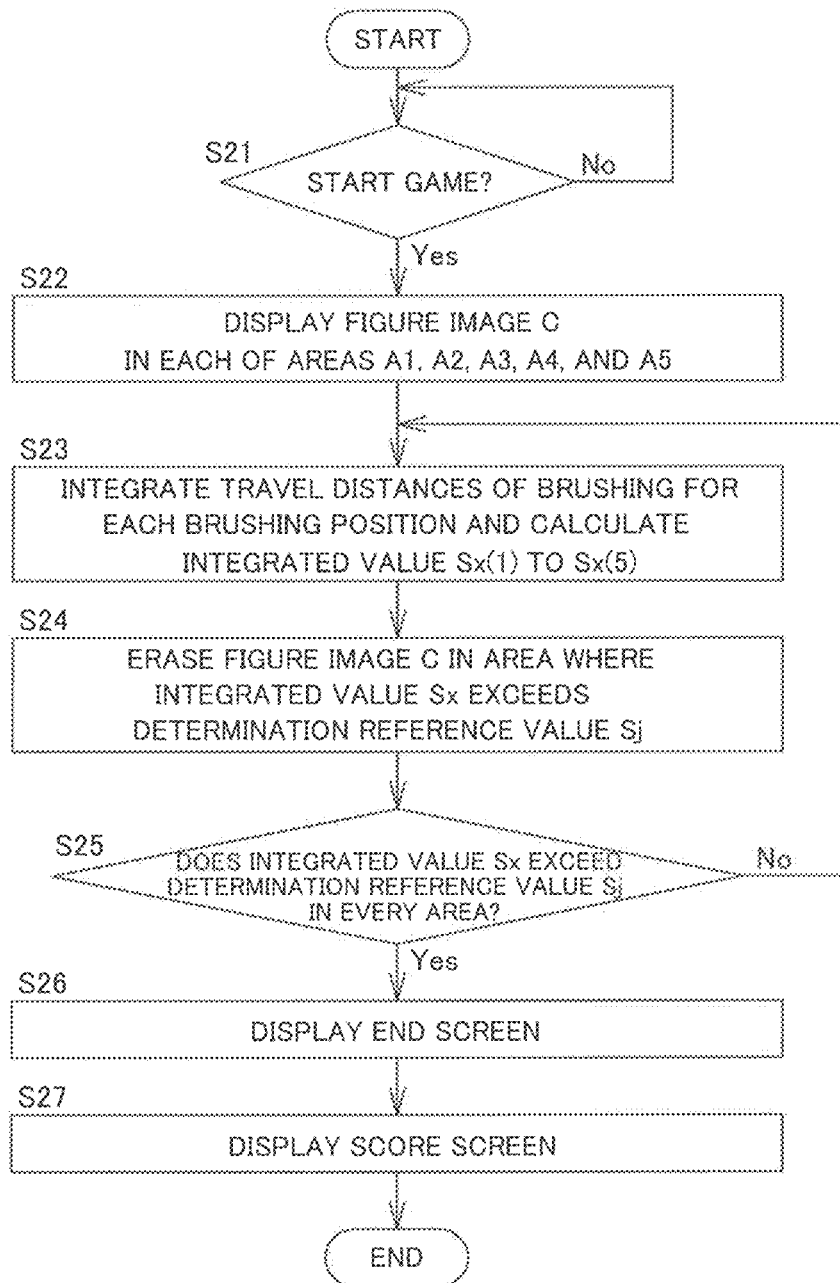 START
S21
START GAME?
No
Yes
S22
DISPLAY FIGURE IMAGE C
IN EACH OF AREAS A1, A2, A3, A4, AND A5
S23
INTEGRATE TRAVEL DISTANCES OF BRUSHING FOR
EACH BRUSHING POSITION AND CALCULATE
INTEGRATED VALUE Sx(1) TO Sx(5)
S24
ERASE FIGURE IMAGE C IN AREA WHERE
INTEGRATED VALUE Sx EXCEEDS
DETERMINATION REFERENCE VALUE Sj
S25
DOES INTEGRATED VALUE Sx EXCEED
DETERMINATION REFERENCE VALUE Sj
IN EVERY AREA?
No
Yes
S26
DISPLAY END SCREEN
S27
DISPLAY SCORE SCREEN
END